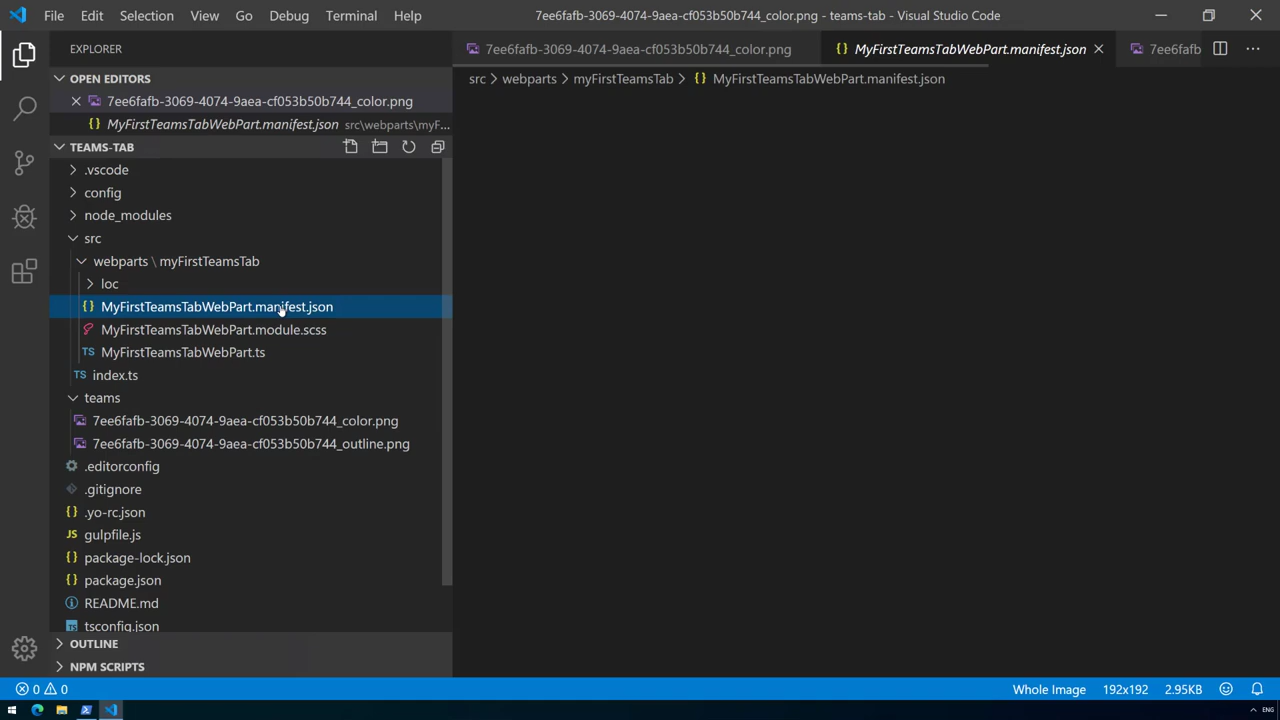 File Edit Selection View Go Debug Terminal Help
7ee6fafb-3069-4074-9aea-cf053b50b744_color.png - teams-tab - Visual Studio Code
EXPLORER
7ee6fafb-3069-4074-9aea-cf053b50b744_color.png
MyFirstTeamsTabWebPart.manifest.json
7ee6fafb
OPEN EDITORS
7ee6fafb-3069-4074-9aea-cf053b50b744_color.png
MyFirstTeamsTabWebPart.manifest.json src\webparts\myF...
src > webparts > myFirstTeamsTab > {} MyFirstTeamsTabWebPart.manifest.json
TEAMS-TAB
.vscode
config
node_modules
src
webparts \ myFirstTeamsTab
loc
{} MyFirstTeamsTabWebPart.manifest.json
MyFirstTeamsTabWebPart.module.scss
TS MyFirstTeamsTabWebPart.ts
TS index.ts
teams
7ee6fafb-3069-4074-9aea-cf053b50b744_color.png
7ee6fafb-3069-4074-9aea-cf053b50b744_outline.png
.editorconfig
.gitignore
{} .yo-rc.json
JS gulpfile.js
{} package-lock.json
{} package.json
README.md
TS tsconfig.json
OUTLINE
NPM SCRIPTS
0 0
Whole Image 192x192 2.95KB
ENG